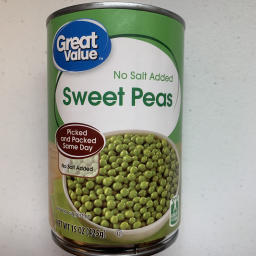 Great
Value
No Salt Added
Sweet Peas
Picked
and Packed
Same Day
No Salt Added
NET WT 15 OZ (425g)